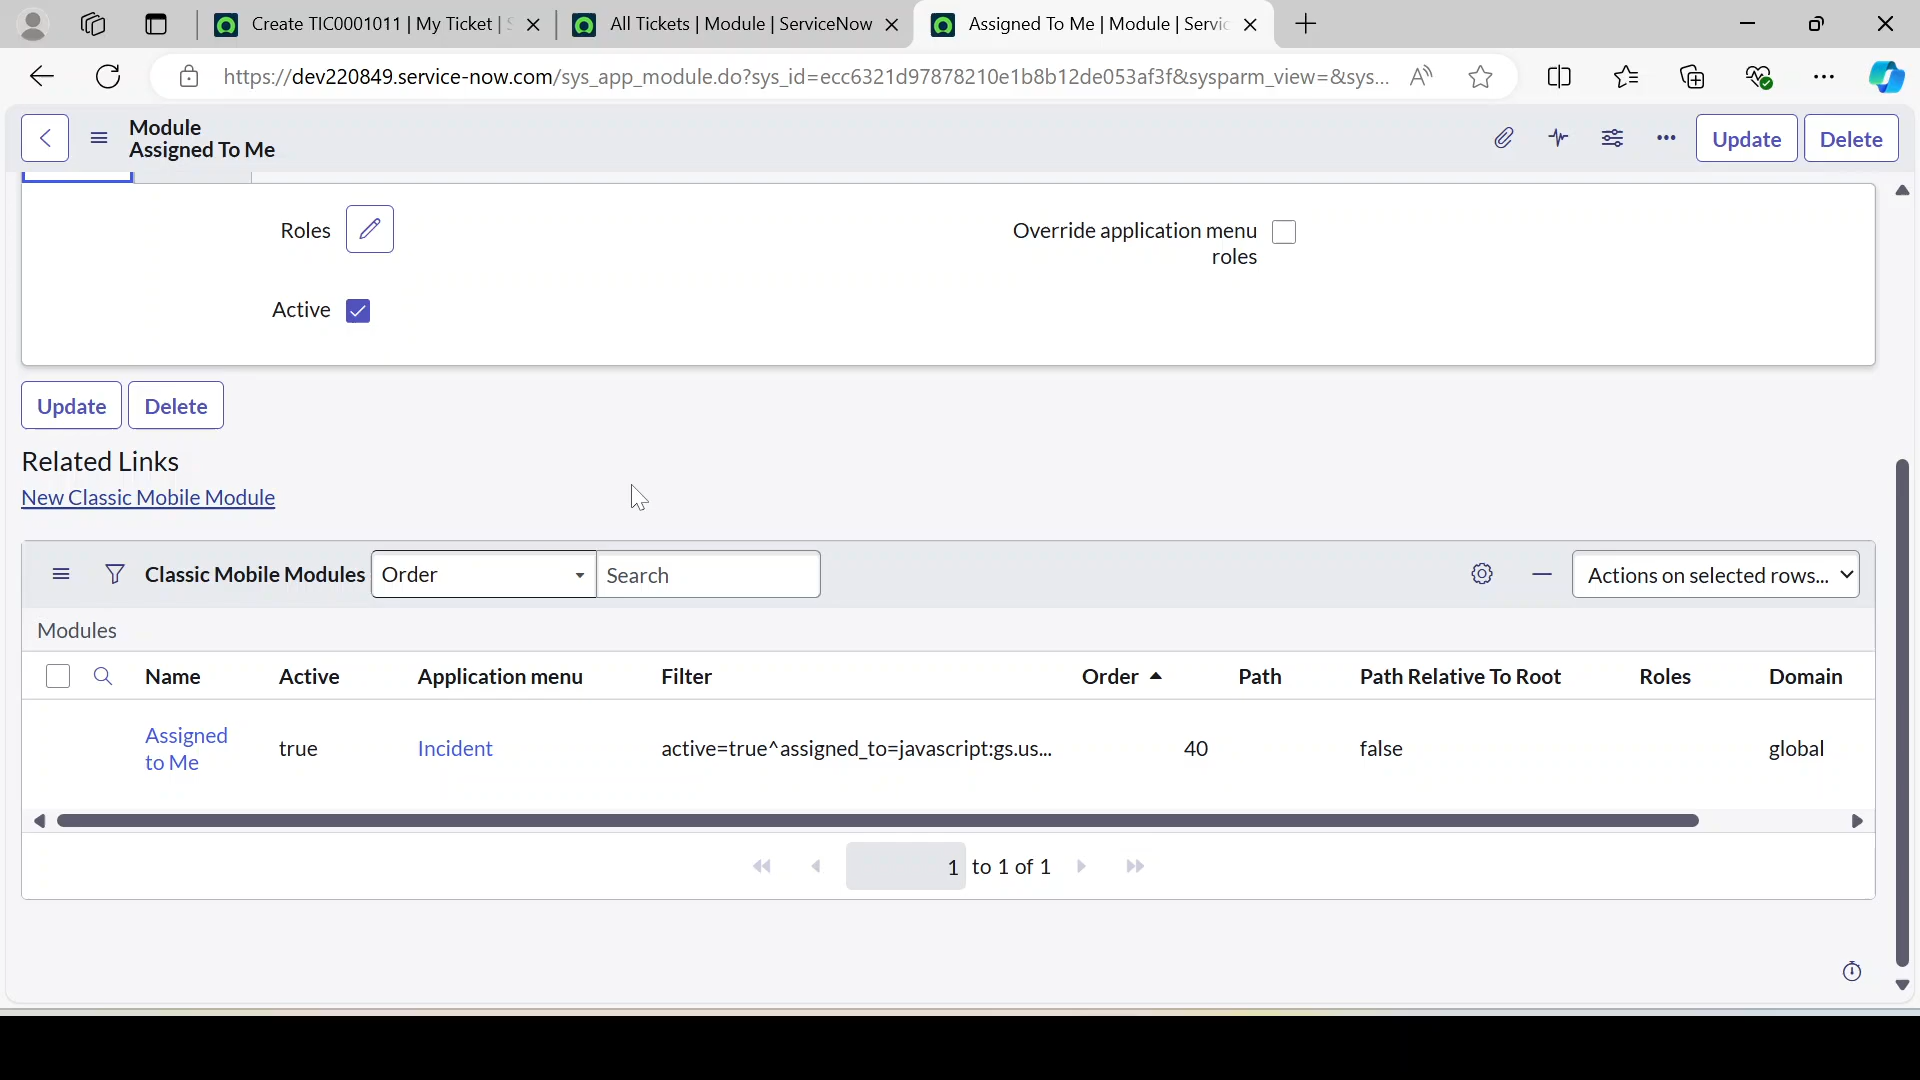 Create TIC0001011 | My Ticket |
All Tickets | Module | ServiceNow
Assigned To Me | Module | Servic
https://dev220849.service-now.com/sys_app_module.do?sys_id=ecc6321d97878210e1b8b12de053af3f&sysparm_view=&sys...
Module
Assigned To Me
Update
Delete
Roles
Override application menu
roles
Active
Update
Delete
Related Links
New Classic Mobile Module
Classic Mobile Modules
Order
Search
Actions on selected rows...
Modules
Name Active Application menu Filter Order Path Path Relative To Root Roles Domain
Assigned
to Me
true Incident active=true^assigned_to=javascript:gs.us... 40 false global
1 to 1 of 1